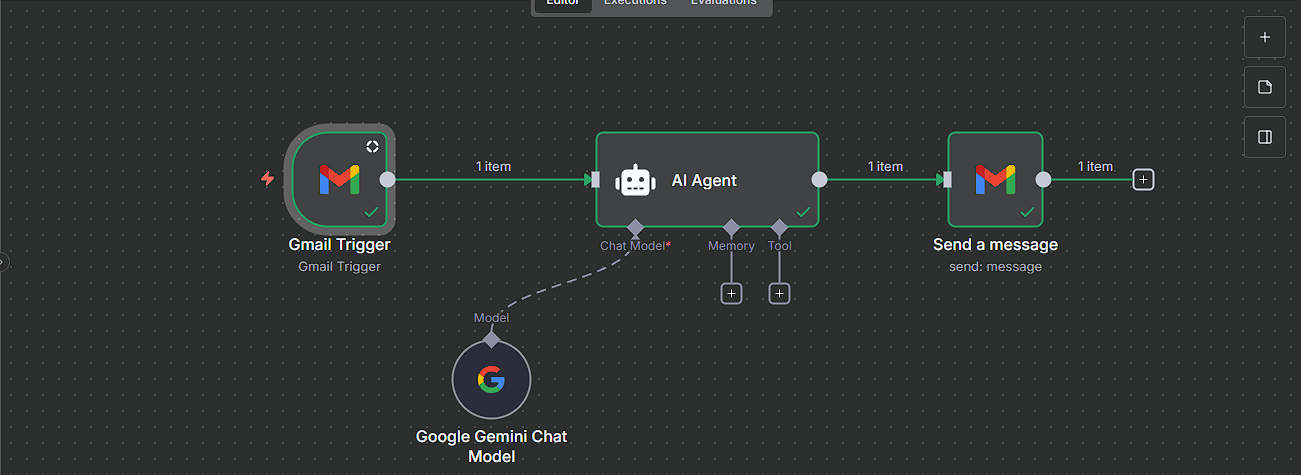 Editor Executions Evaluations
1 item
1 item
1 item
AI Agent
Chat Model*
Memory
Tool
Gmail Trigger
Gmail Trigger
Send a message
send: message
Model
Google Gemini Chat
Model